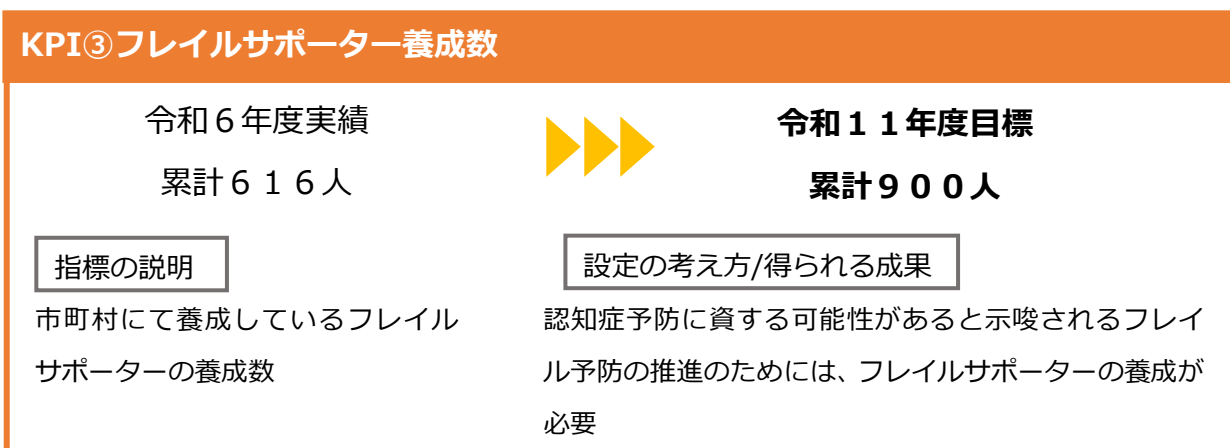 KPI③フレイルサポーター養成数
令和６年度実績
累計６１６人
令和１１年度目標
累計９００人
指標の説明
市町村にて養成しているフレイル
サポーターの養成数
設定の考え方/得られる成果
認知症予防に資する可能性があると示唆されるフレイ
ル予防の推進のためには、フレイルサポーターの養成が
必要